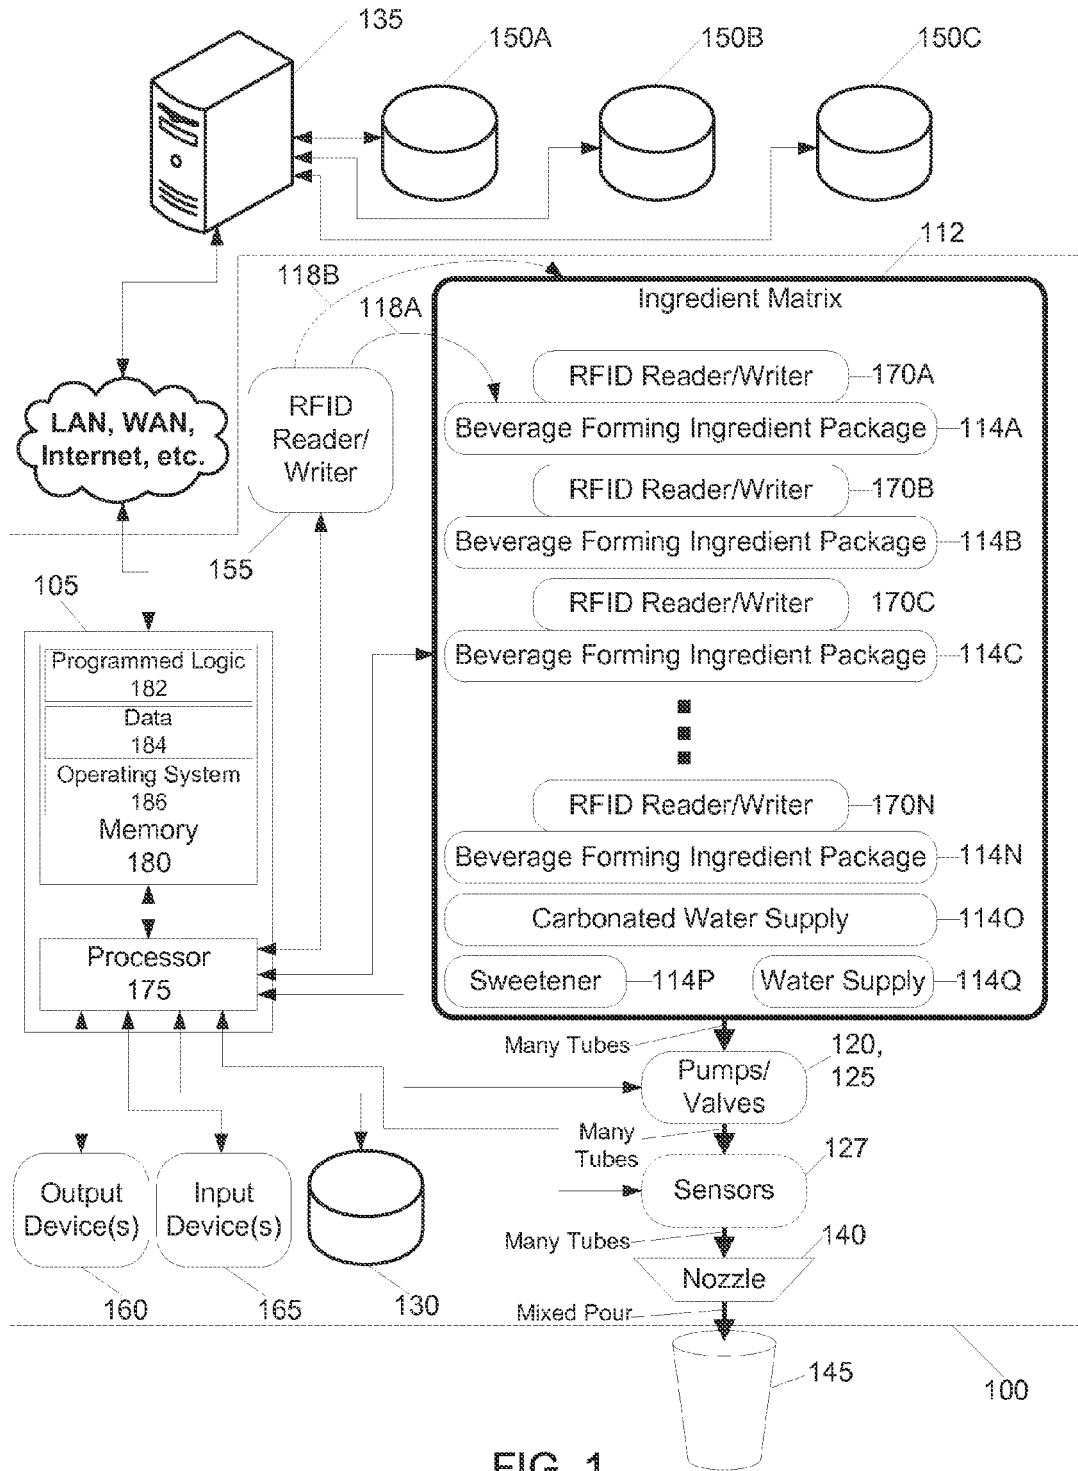 135
150A
150B
150C
112
118B
118A
Ingredient Matrix
LAN, WAN,
Internet, etc.
RFID
Reader/
Writer
155
RFID Reader/Writer
170A
Beverage Forming Ingredient Package
114A
RFID Reader/Writer
170B
Beverage Forming Ingredient Package
114B
RFID Reader/Writer
170C
Beverage Forming Ingredient Package
114C
RFID Reader/Writer
170N
Beverage Forming Ingredient Package
114N
Carbonated Water Supply
114O
Sweetener
114P
Water Supply
114Q
105
Programmed Logic
182
Data
184
Operating System
186
Memory
180
Processor
175
Many Tubes
Pumps/
Valves
120,
125
Many
Tubes
Sensors
127
Many Tubes
Nozzle
140
Mixed Pour
145
Output
Device(s)
160
Input
Device(s)
165
130
100
FIG. 1